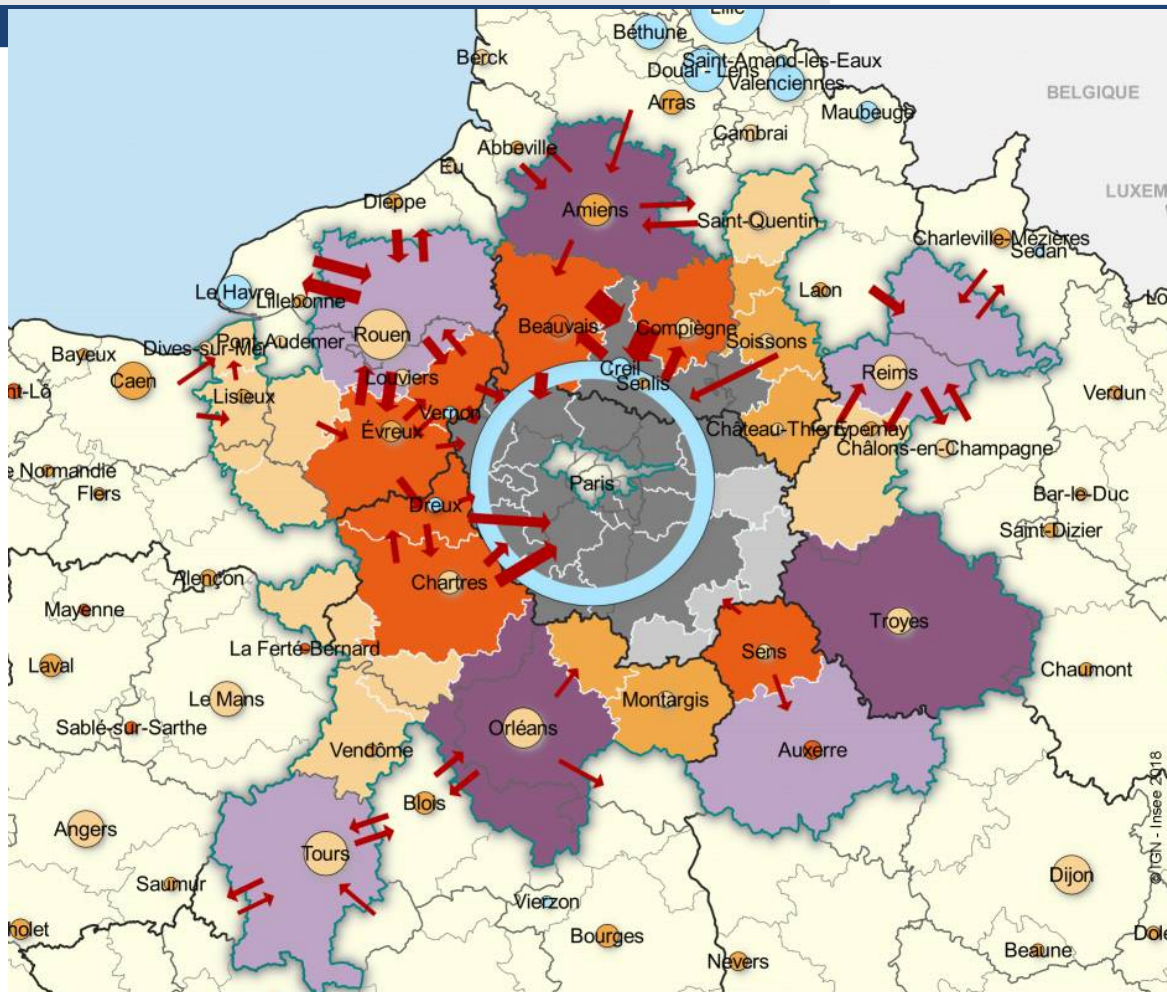 Lille
Béthune
Berck
Saint-Amand-les-Eaux
Douai - Lens
Valenciennes
BELGIQUE
Arras
Maubeuge
Cambrai
Abbeville
Eu
LUXEM
Dieppe
Amiens
Saint-Quentin
Charleville-Mézières
Sedan
Le Havre
Lillebonne
Laon
Rouen
Beauvais
Compiègne
Pont-Audemer
Dives-sur-Mer
Soissons
Bayeux
Creil
Caen
Louviers
Senlis
Reims
nt-Lô
Verdun
Lisieux
Vernon
Évreux
Château-Thierry
Épernay
Châlons-en-Champagne
e Normandie
Paris
Flers
Bar-le-Duc
Dreux
Saint-Dizier
Alençon
Chartres
Mayenne
Troyes
La Ferté-Bernard
Sens
Laval
Chaumont
Le Mans
Montargis
Sablé-sur-Sarthe
Orléans
Vendôme
Auxerre
Blois
Angers
Tours
© IGN - Insee 2018
Saumur
Dijon
Vierzon
holet
Bourges
Dole
Beaune
Nevers